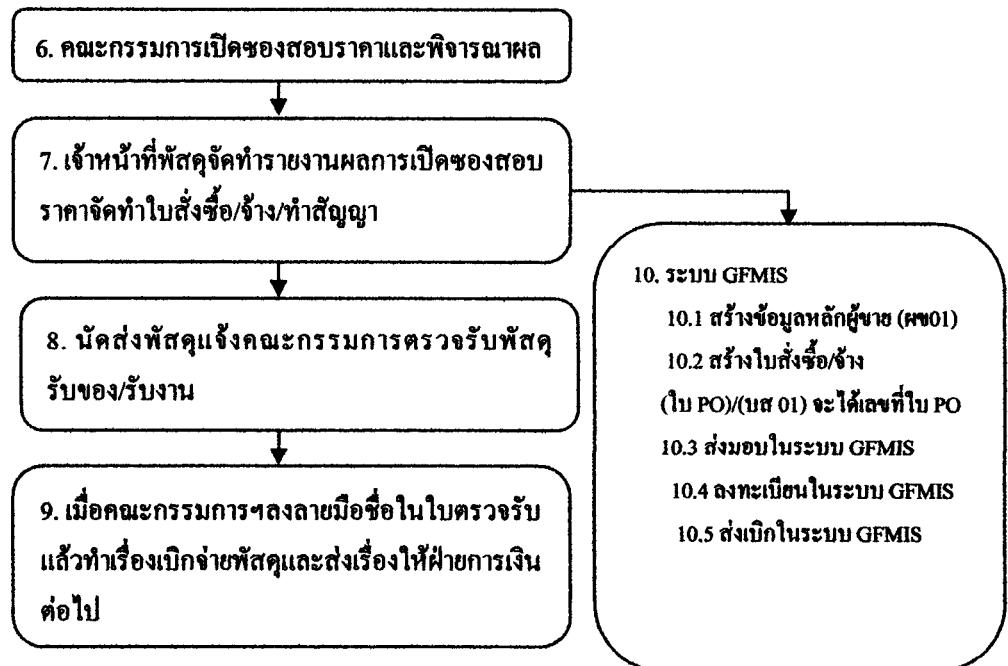 6. คณะกรรมการเปิดซองสอบราคาและพิจารณาผล
7. เจ้าหน้าที่พัสดุจัดทำรายงานผลการเปิดซองสอบ
ราคาจัดทำใบสั่งซื้อ/จ้าง/ทำสัญญา
8. นัดส่งพัสดุแจ้งคณะกรรมการตรวจรับพัสดุ
รับของ/รับงาน
9. เมื่อคณะกรรมการฯลงลายมือชื่อในใบตรวจรับ
แล้วทำเรื่องเบิกจ่ายพัสดุและส่งเรื่องให้ฝ่ายการเงิน
ต่อไป
10. ระบบ GFMIS
10.1 สร้างข้อมูลหลักผู้ขาย (ผข01)
10.2 สร้างใบสั่งซื้อ/จ้าง
(ใบ PO)/(บส 01) จะได้เลขที่ใบ PO
10.3 ส่งมอบในระบบ GFMIS
10.4 ลงทะเบียนในระบบ GFMIS
10.5 ส่งเบิกในระบบ GFMIS